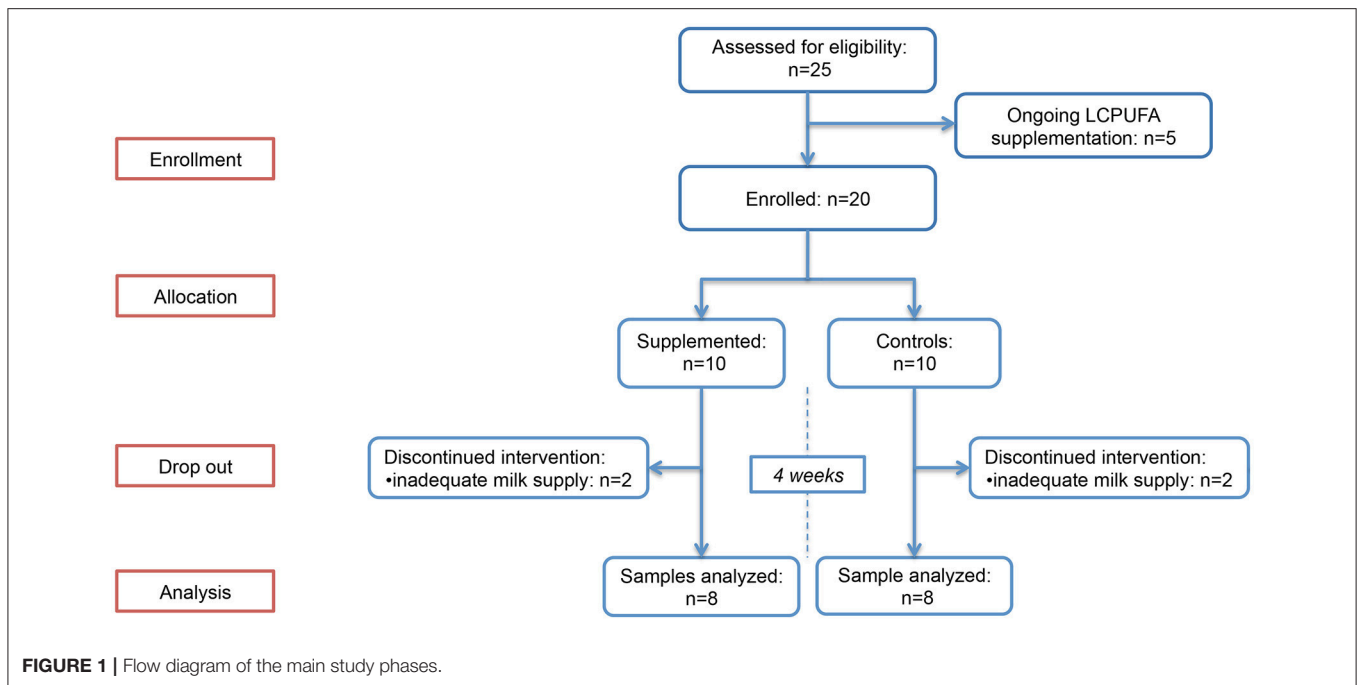 Assessed for eligibility:
n=25
Ongoing LCPUFA
supplementation: n=5
Enrollment
Enrolled: n=20
Allocation
Supplemented:
n=10
Controls:
n=10
Drop out
Discontinued intervention:
•inadequate milk supply: n=2
4 weeks
Discontinued intervention:
•inadequate milk supply: n=2
Analysis
Samples analyzed:
n=8
Sample analyzed:
n=8
FIGURE 1 | Flow diagram of the main study phases.